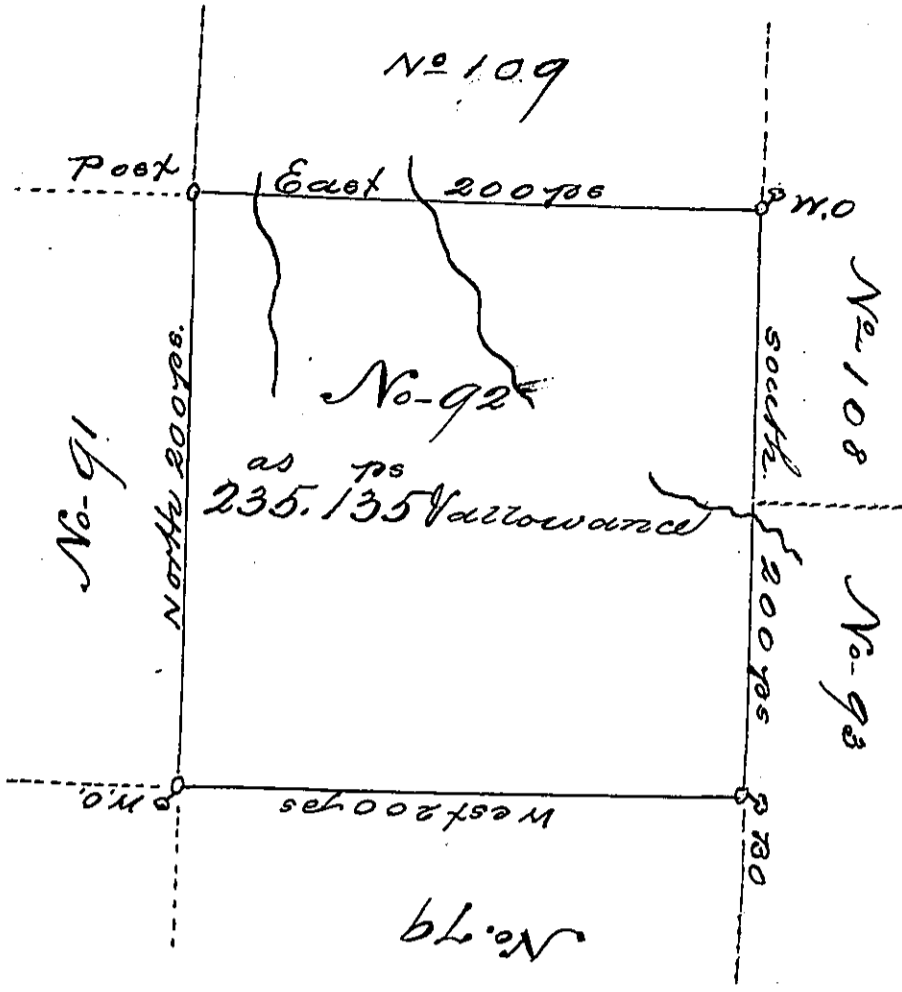 No 109
Post
East 200 ps
W.O
No 108
South.
200 ps
No-92
as ps
235.135 & allowance
North 200 ps.
No-91
No-93
W.O.
West 200 ps
BO
No. 79